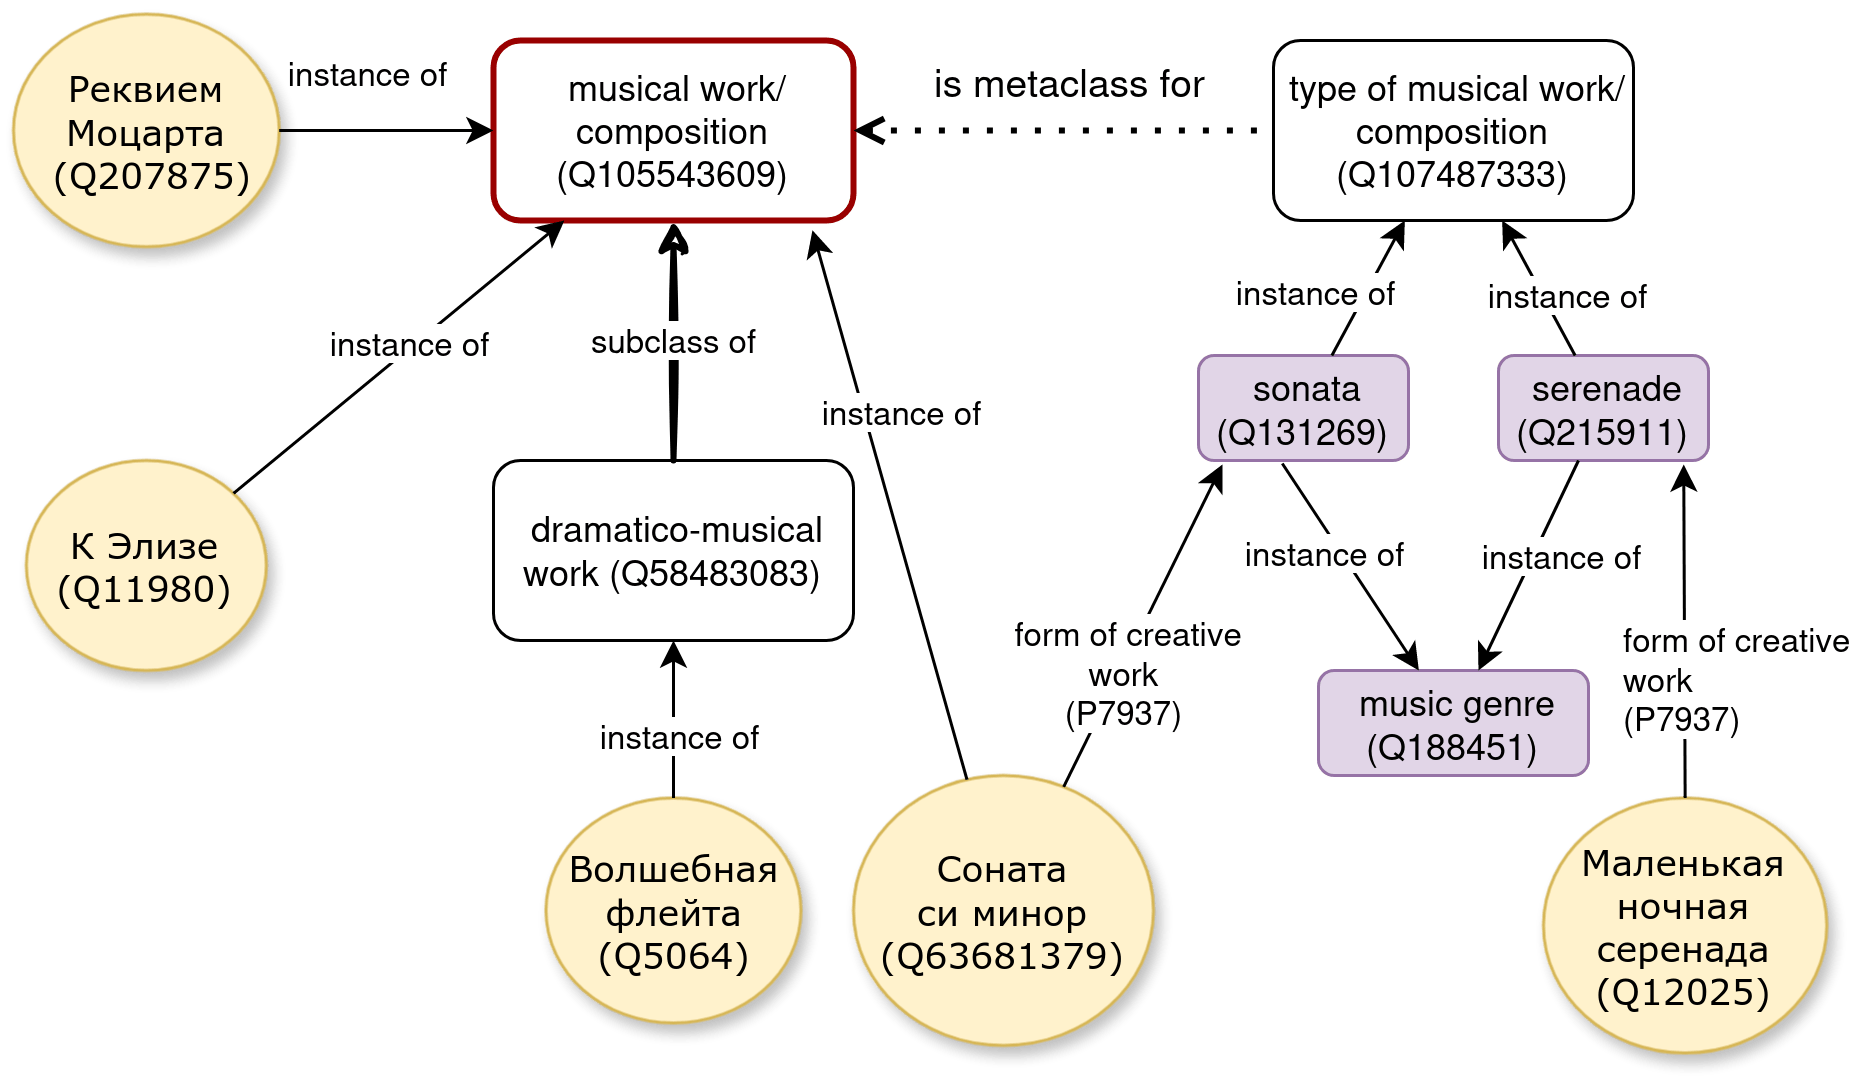 Реквием
Моцарта
(Q207875)
instance of
musical work/
composition
(Q105543609)
is metaclass for
type of musical work/
composition
(Q107487333)
instance of
instance of
instance of
subclass of
sonata
(Q131269)
serenade
(Q215911)
instance of
К Элизе
(Q11980)
dramatico-musical
work (Q58483083)
instance of
instance of
form of creative
work
(P7937)
form of creative
work
(P7937)
music genre
(Q188451)
instance of
Волшебная
флейта
(Q5064)
Соната
си минор
(Q63681379)
Маленькая
ночная
серенада
(Q12025)